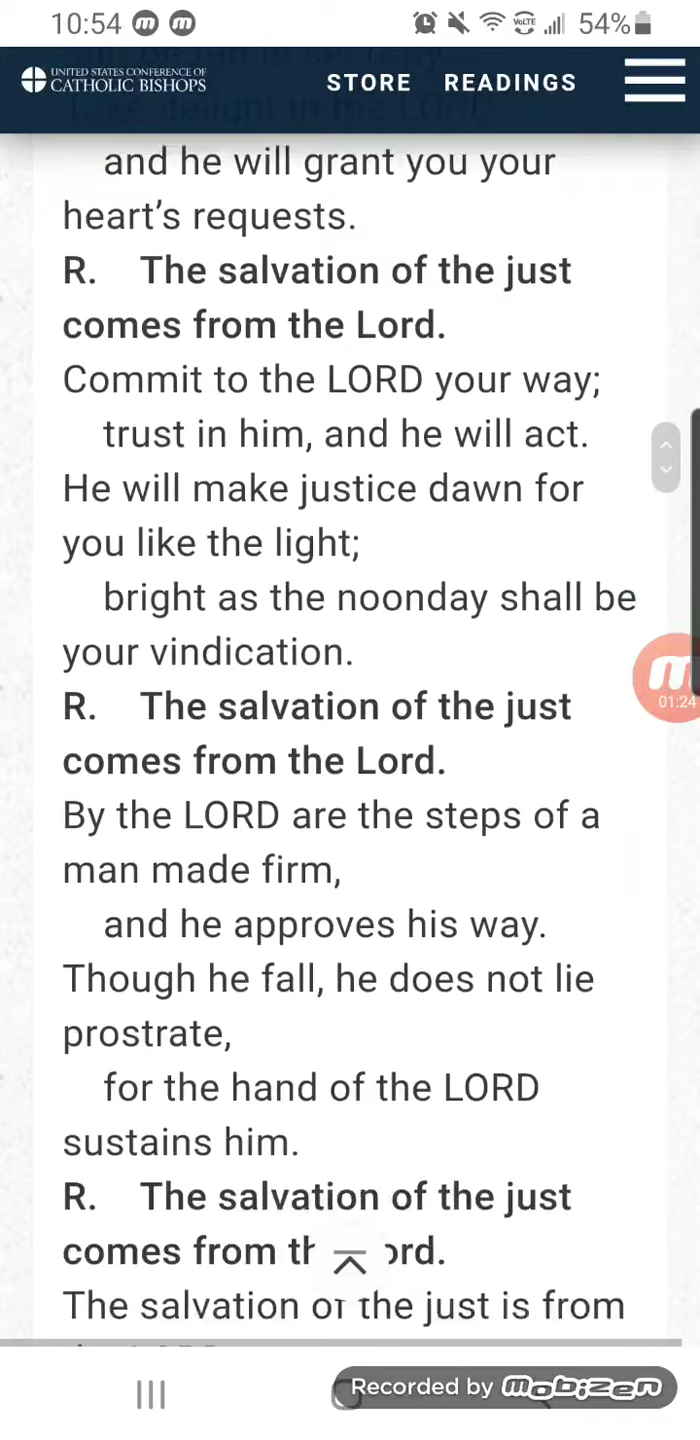 10:54 m m VoLTE 54%
UNITED STATES CONFERENCE OF
CATHOLIC BISHOPS
STORE READINGS
Take delight in the LORD
and he will grant you your
heart's requests.
R. The salvation of the just
comes from the Lord.
Commit to the LORD your way;
trust in him, and he will act.
He will make justice dawn for
you like the light;
bright as the noonday shall be
your vindication.
m
01:24
R. The salvation of the just
comes from the Lord.
By the LORD are the steps of a
man made firm,
and he approves his way.
Though he fall, he does not lie
prostrate,
for the hand of the LORD
sustains him.
R. The salvation of the just
comes from ord.
The salvation of the just is from
Recorded by mobizen